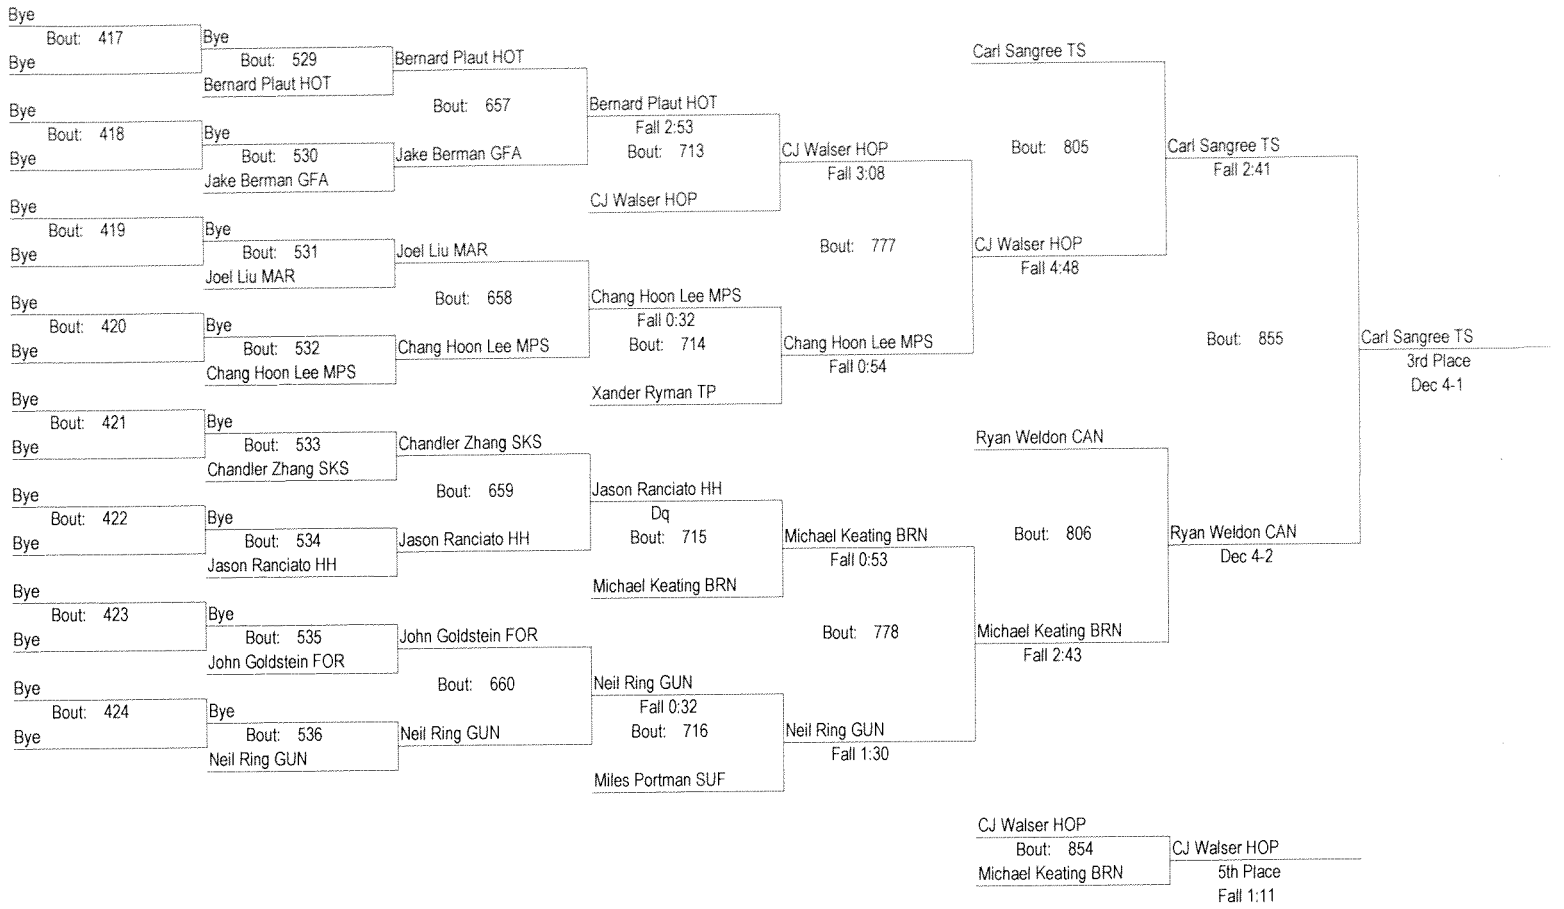 Bye
Bout: 417
Bye
Bye
Bout: 529
Bernard Plaut HOT
Bernard Plaut HOT
Bye
Bout: 418
Bye
Bye
Bout: 530
Jake Berman GFA
Jake Berman GFA
Bout: 657
Bernard Plaut HOT
Fall 2:53
Bout: 713
CJ Walser HOP
CJ Walser HOP
Fall 3:08
Bye
Bout: 419
Bye
Bye
Bout: 531
Joel Liu MAR
Joel Liu MAR
Bye
Bout: 420
Bye
Bye
Bout: 532
Chang Hoon Lee MPS
Chang Hoon Lee MPS
Bout: 658
Chang Hoon Lee MPS
Fall 0:32
Bout: 714
Xander Ryman TP
Chang Hoon Lee MPS
Fall 0:54
Bout: 777
Carl Sangree TS
Bout: 805
CJ Walser HOP
Fall 4:48
Carl Sangree TS
Fall 2:41
Bye
Bout: 421
Bye
Bye
Bout: 533
Chandler Zhang SKS
Chandler Zhang SKS
Bye
Bout: 422
Bye
Bye
Bout: 534
Jason Ranciato HH
Jason Ranciato HH
Bout: 659
Jason Ranciato HH
Dq
Bout: 715
Michael Keating BRN
Michael Keating BRN
Fall 0:53
Bye
Bout: 423
Bye
Bye
Bout: 535
John Goldstein FOR
John Goldstein FOR
Bye
Bout: 424
Bye
Bye
Bout: 536
Neil Ring GUN
Neil Ring GUN
Bout: 660
Neil Ring GUN
Fall 0:32
Bout: 716
Miles Portman SUF
Neil Ring GUN
Fall 1:30
Bout: 778
Ryan Weldon CAN
Bout: 806
Michael Keating BRN
Fall 2:43
Ryan Weldon CAN
Dec 4-2
Bout: 855
Carl Sangree TS
3rd Place
Dec 4-1
CJ Walser HOP
Bout: 854
Michael Keating BRN
CJ Walser HOP
5th Place
Fall 1:11